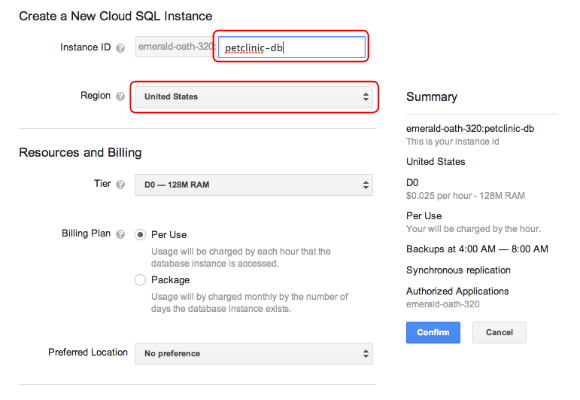 Create a New Cloud SQL Instance
Instance ID
emerald-oath-320: petclinic-db
Region
United States
Resources and Billing
Tier
D0 — 128M RAM
Billing Plan
Per Use
Usage will be charged by each hour that the
database instance is accessed.
Package
Usage will by charged monthly by the number of
days the database instance exists.
Preferred Location
No preference
Summary
emerald-oath-320:petclinic-db
This is your instance id
United States
D0
$0.025 per hour - 128M RAM
Per Use
Your will be charged by the hour.
Backups at 4:00 AM — 8:00 AM
Synchronous replication
Authorized Applications
emerald-oath-320
Confirm
Cancel